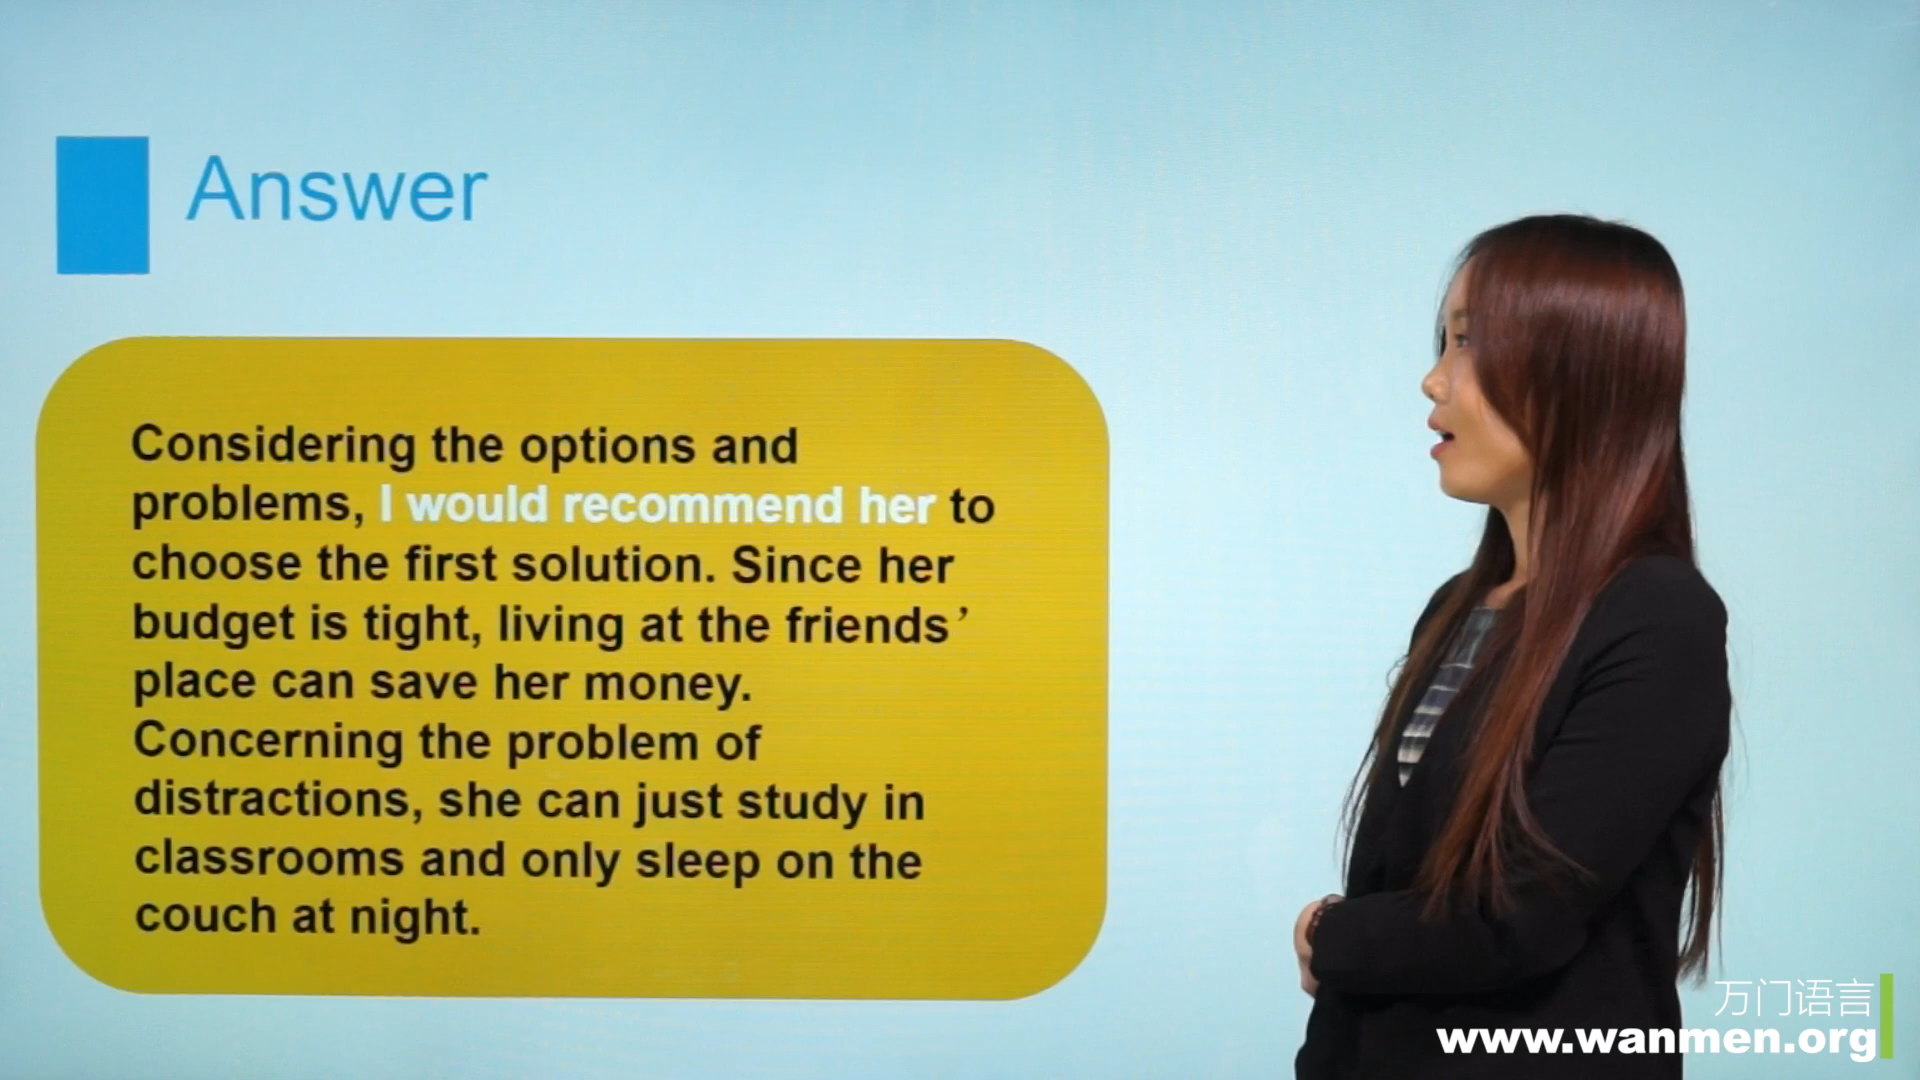 Answer
Considering the options and
problems, I would recommend her to
choose the first solution. Since her
budget is tight, living at the friends’
place can save her money.
Concerning the problem of
distractions, she can just study in
classrooms and only sleep on the
couch at night.
万门语言
www.wanmen.org